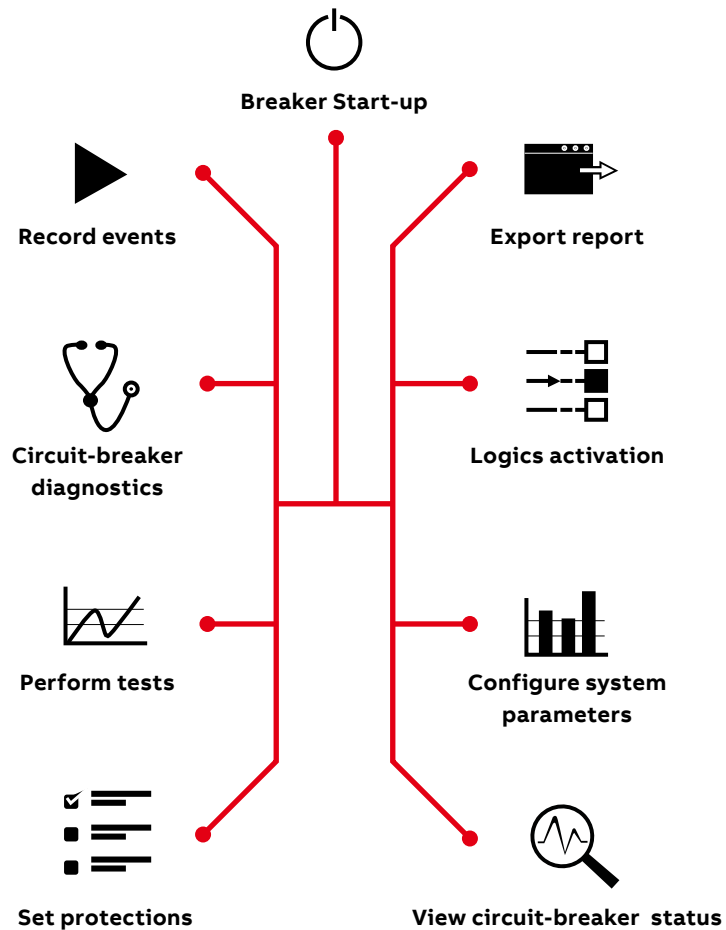 Breaker Start-up
Record events
Export report
Circuit-breaker
diagnostics
Logics activation
Perform tests
Configure system
parameters
Set protections
View circuit-breaker status